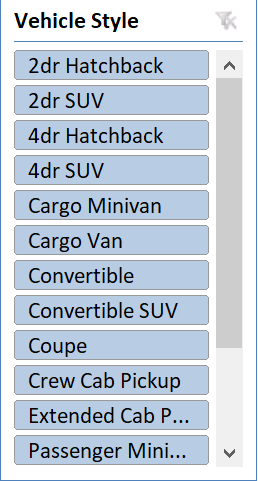 Vehicle Style
2dr Hatchback
2dr SUV
4dr Hatchback
4dr SUV
Cargo Minivan
Cargo Van
Convertible
Convertible SUV
Coupe
Crew Cab Pickup
Extended Cab P...
Passenger Mini...